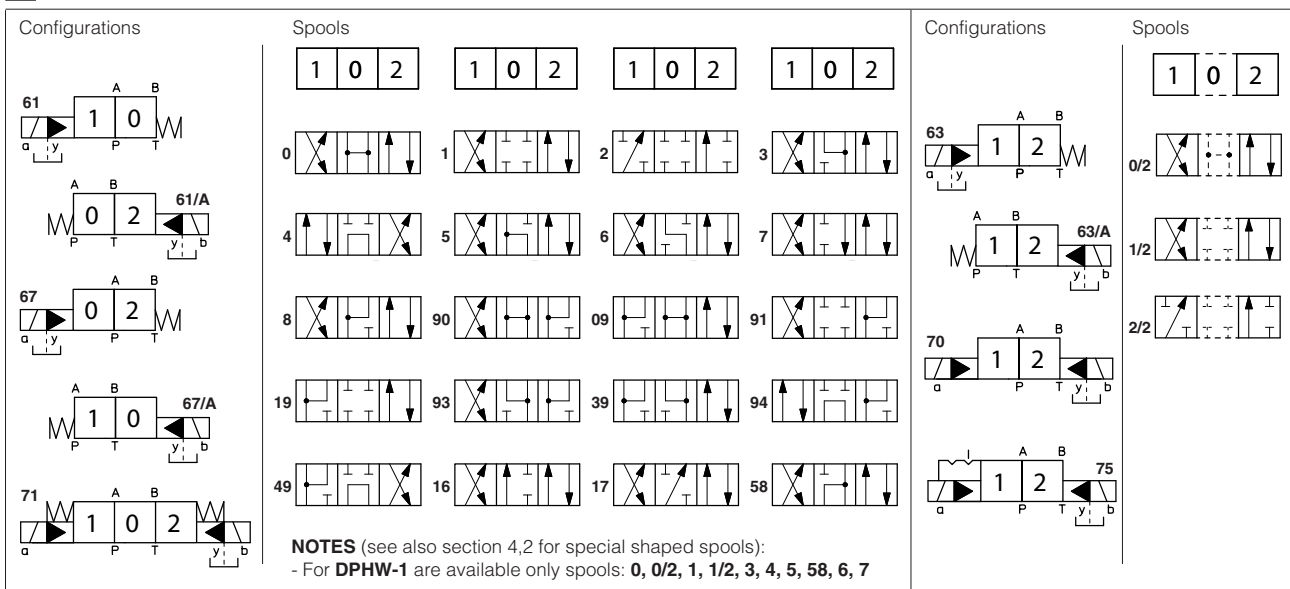 Configurations
Spools
1 0 2
1 0 2
1 0 2
1 0 2
61
A B
1 0
a y P T
0
1
2
3
A B
61/A
0 2
P T y b
4
5
6
7
67
A B
0 2
a y P T
8
90
09
91
A B
67/A
1 0
P T y b
19
93
39
94
71
A B
1 0 2
a P T y b
49
16
17
58
NOTES (see also section 4,2 for special shaped spools):
- For DPHW-1 are available only spools: 0, 0/2, 1, 1/2, 3, 4, 5, 58, 6, 7
Configurations
Spools
1 0 2
63
A B
1 2
a y P T
0/2
A B
63/A
1 2
P T y b
1/2
2/2
70
A B
1 2
a P T y b
A B
75
1 2
a P T y b